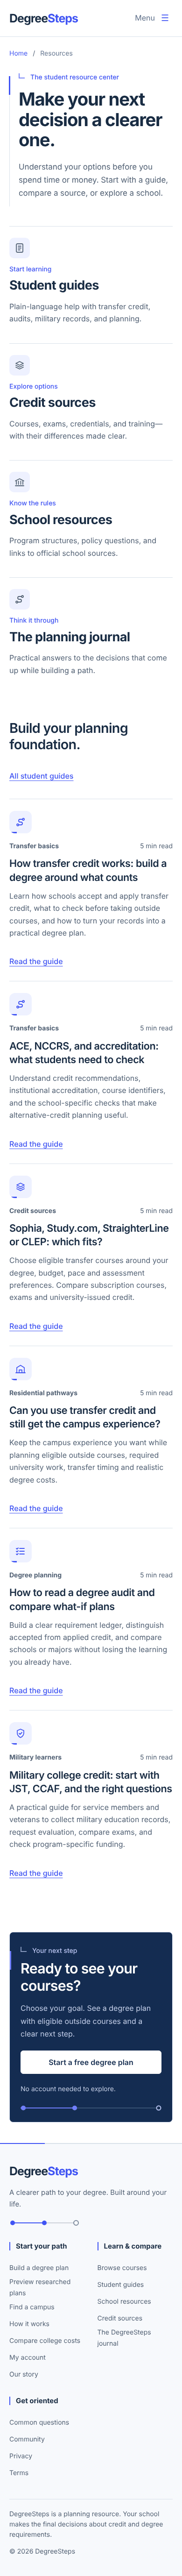 DegreeSteps
Menu
Home / Resources
The student resource center
Make your next
decision a clearer
one.
Understand your options before you
spend time or money. Start with a guide,
compare a source, or explore a school.
Start learning
Student guides
Plain-language help with transfer credit,
audits, military records, and planning.
Explore options
Credit sources
Courses, exams, credentials, and training—
with their differences made clear.
Know the rules
School resources
Program structures, policy questions, and
links to official school sources.
Think it through
The planning journal
Practical answers to the decisions that come
up while building a path.
Build your planning
foundation.
All student guides
Transfer basics 5 min read
How transfer credit works: build a
degree around what counts
Learn how schools accept and apply transfer
credit, what to check before taking outside
courses, and how to turn your records into a
practical degree plan.
Read the guide
Transfer basics 5 min read
ACE, NCCRS, and accreditation:
what students need to check
Understand credit recommendations,
institutional accreditation, course identifiers,
and the school-specific checks that make
alternative-credit planning useful.
Read the guide
Credit sources 5 min read
Sophia, Study.com, StraighterLine
or CLEP: which fits?
Choose eligible transfer courses around your
degree, budget, pace and assessment
preferences. Compare subscription courses,
exams and university-issued credit.
Read the guide
Residential pathways 5 min read
Can you use transfer credit and
still get the campus experience?
Keep the campus experience you want while
planning eligible outside courses, required
university work, transfer timing and realistic
degree costs.
Read the guide
Degree planning 5 min read
How to read a degree audit and
compare what-if plans
Build a clear requirement ledger, distinguish
accepted from applied credit, and compare
schools or majors without losing the learning
you already have.
Read the guide
Military learners 5 min read
Military college credit: start with
JST, CCAF, and the right questions
A practical guide for service members and
veterans to collect military education records,
request evaluation, compare exams, and
check program-specific funding.
Read the guide
Your next step
Ready to see your
courses?
Choose your goal. See a degree plan
with eligible outside courses and a
clear next step.
Start a free degree plan
No account needed to explore.
DegreeSteps
A clearer path to your degree. Built around your
life.
Start your path
Build a degree plan
Preview researched
plans
Find a campus
How it works
Compare college costs
My account
Our story
Learn & compare
Browse courses
Student guides
School resources
Credit sources
The DegreeSteps
journal
Get oriented
Common questions
Community
Privacy
Terms
DegreeSteps is a planning resource. Your school
makes the final decisions about credit and degree
requirements.
© 2026 DegreeSteps